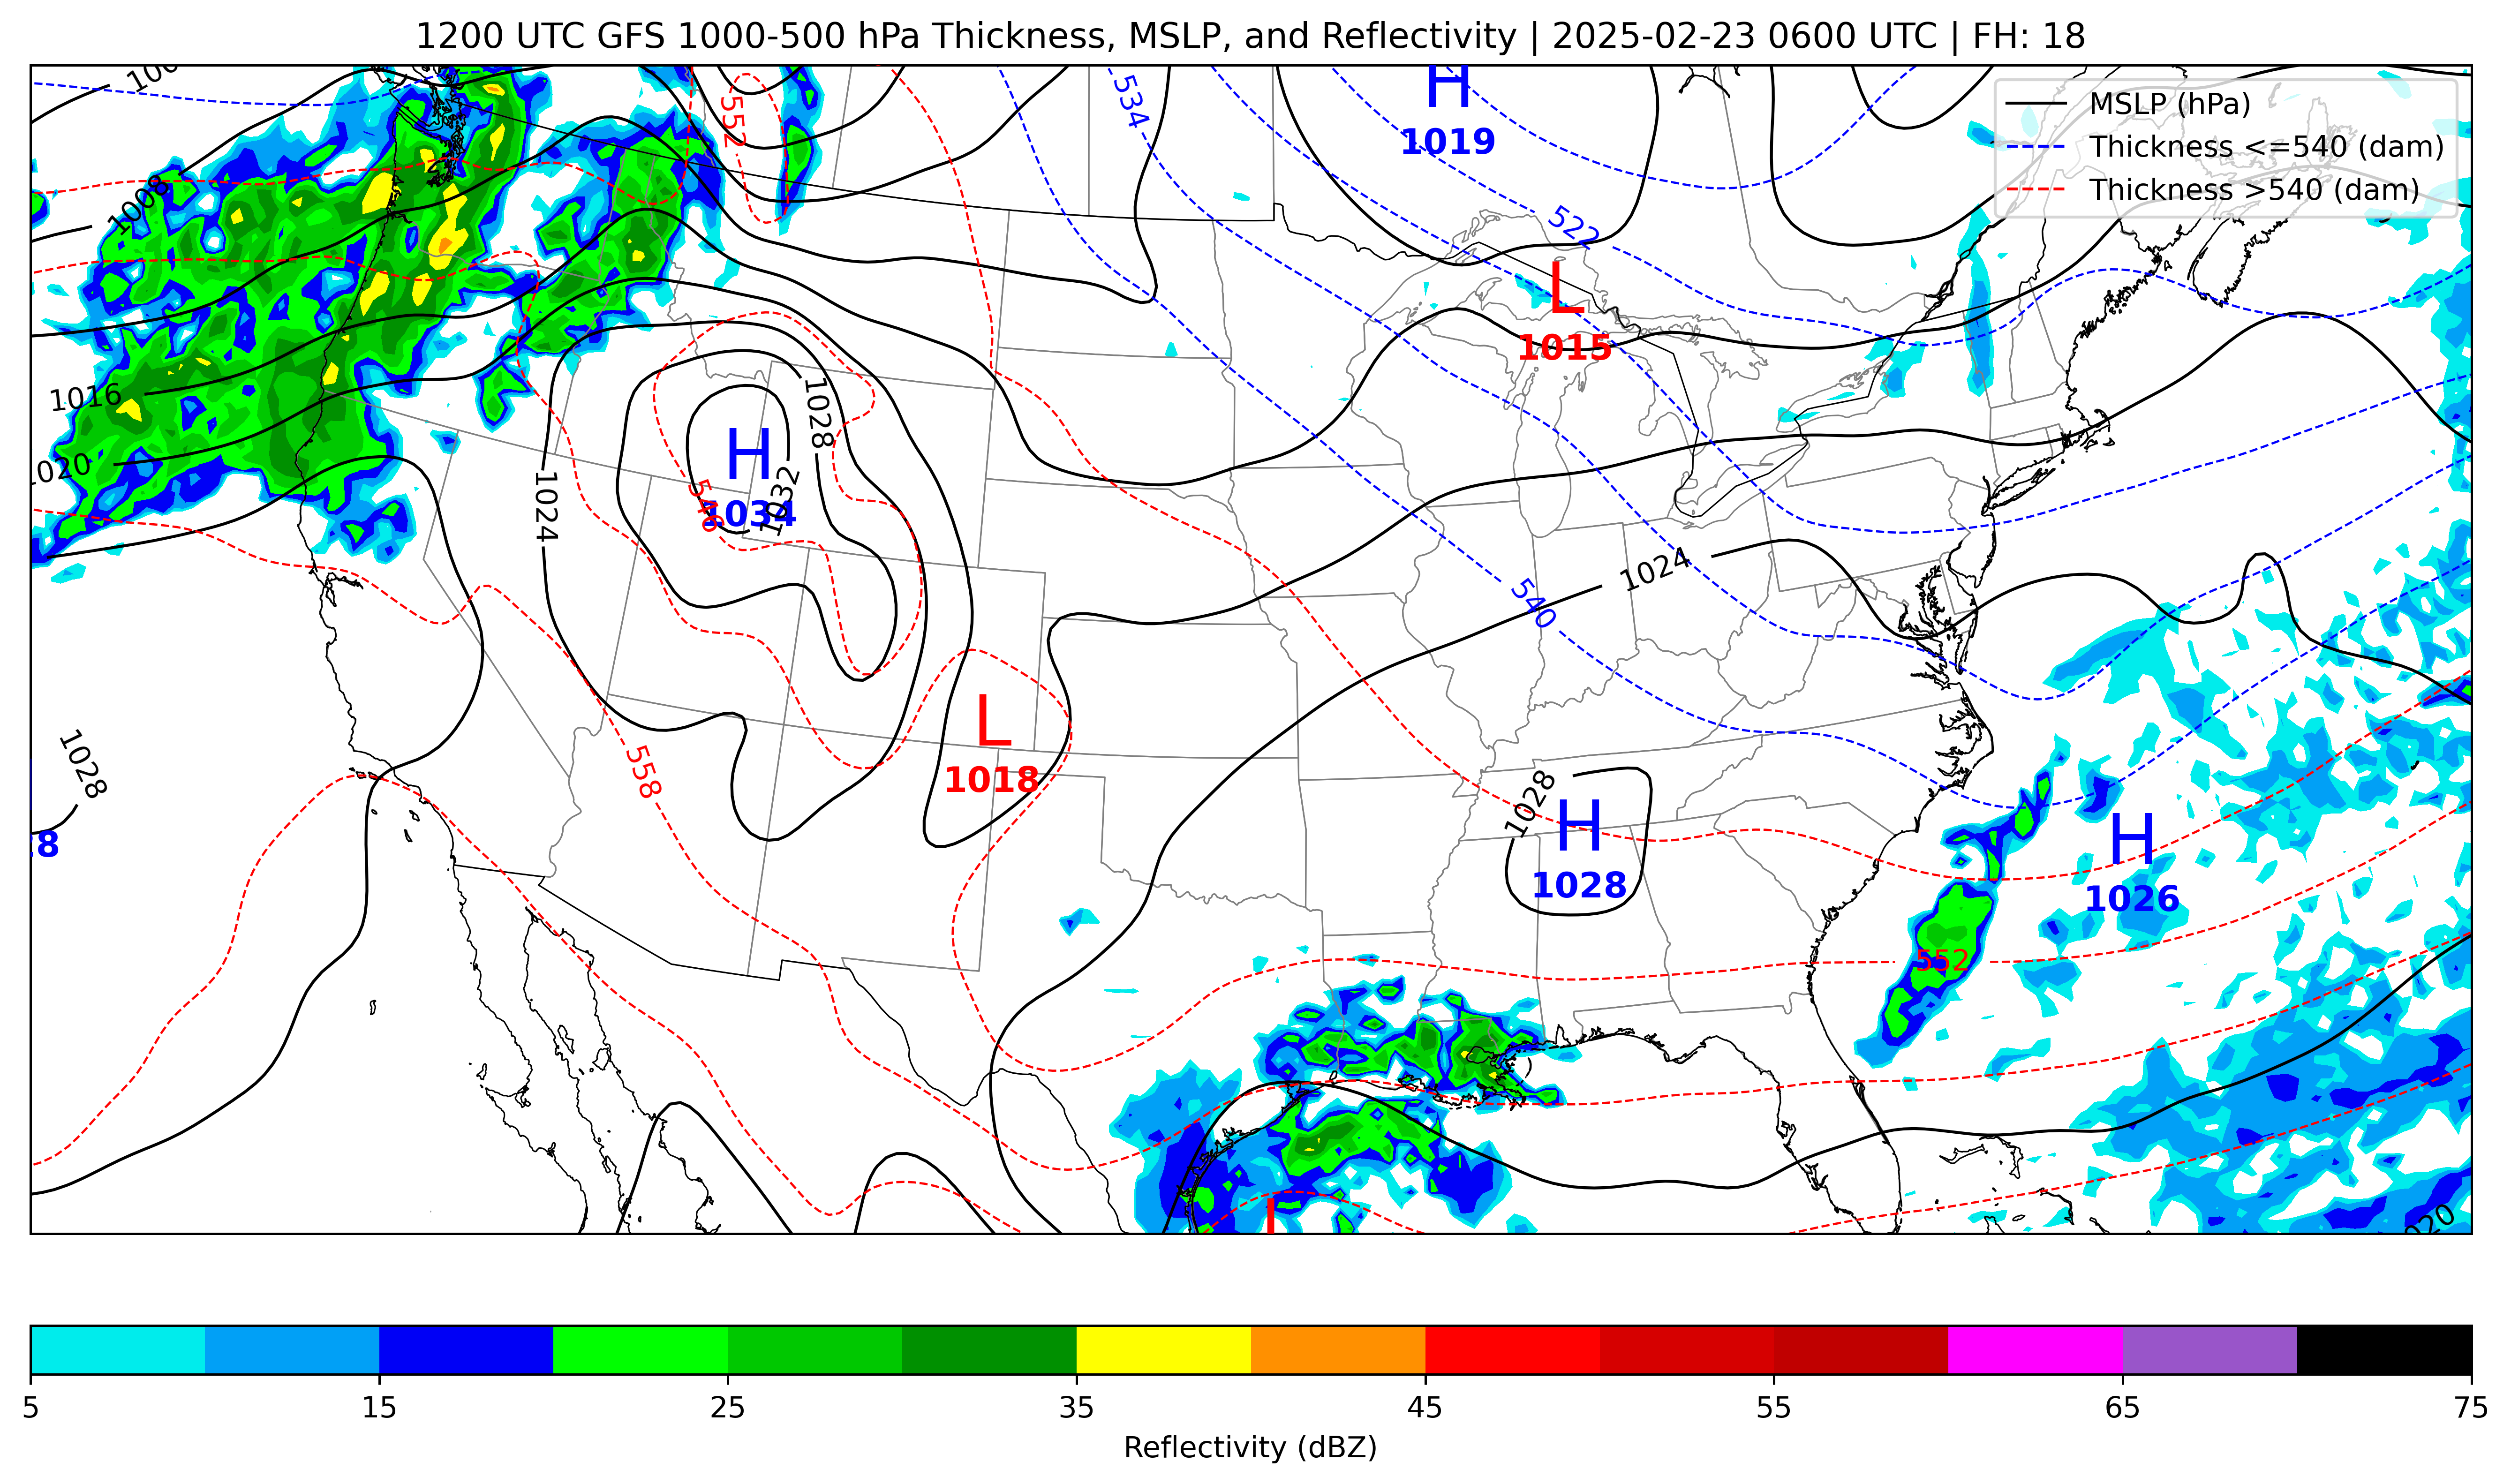 1200 UTC GFS 1000-500 hPa Thickness, MSLP, and Reflectivity | 2025-02-23 0600 UTC | FH: 18
MSLP (hPa)
Thickness <=540 (dam)
Thickness >540 (dam)
552
534
H
1019
1008
522
L
1015
1016
1028
1020
H
1034
1032
546
1024
1024
540
L
1018
558
1028
1028
H
1028
H
1026
552
5
15
25
35
45
55
65
75
Reflectivity (dBZ)